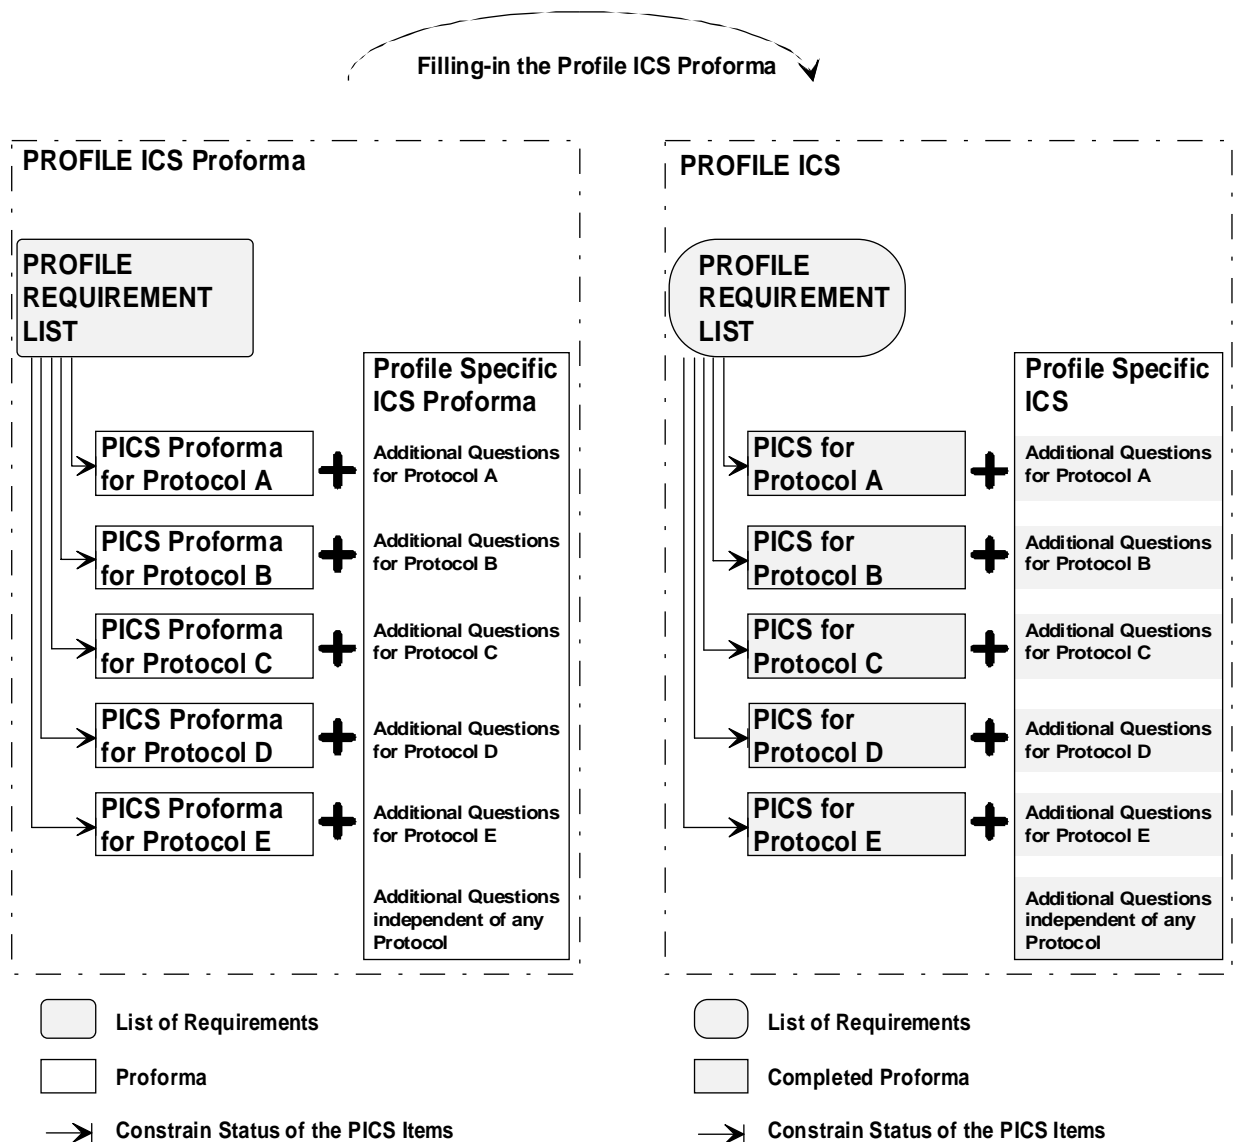 Filling-in the Profile ICS Proforma
PROFILE ICS Proforma
PROFILE
REQUIREMENT
LIST
Profile Specific
ICS Proforma
PICS Proforma
for Protocol A
Additional Questions
for Protocol A
PICS Proforma
for Protocol B
Additional Questions
for Protocol B
PICS Proforma
for Protocol C
Additional Questions
for Protocol C
PICS Proforma
for Protocol D
Additional Questions
for Protocol D
PICS Proforma
for Protocol E
Additional Questions
for Protocol E
Additional Questions
independent of any
Protocol
List of Requirements
Proforma
Constrain Status of the PICS Items
PROFILE ICS
PROFILE
REQUIREMENT
LIST
Profile Specific
ICS
PICS for
Protocol A
Additional Questions
for Protocol A
PICS for
Protocol B
Additional Questions
for Protocol B
PICS for
Protocol C
Additional Questions
for Protocol C
PICS for
Protocol D
Additional Questions
for Protocol D
PICS for
Protocol E
Additional Questions
for Protocol E
Additional Questions
independent of any
Protocol
List of Requirements
Completed Proforma
Constrain Status of the PICS Items